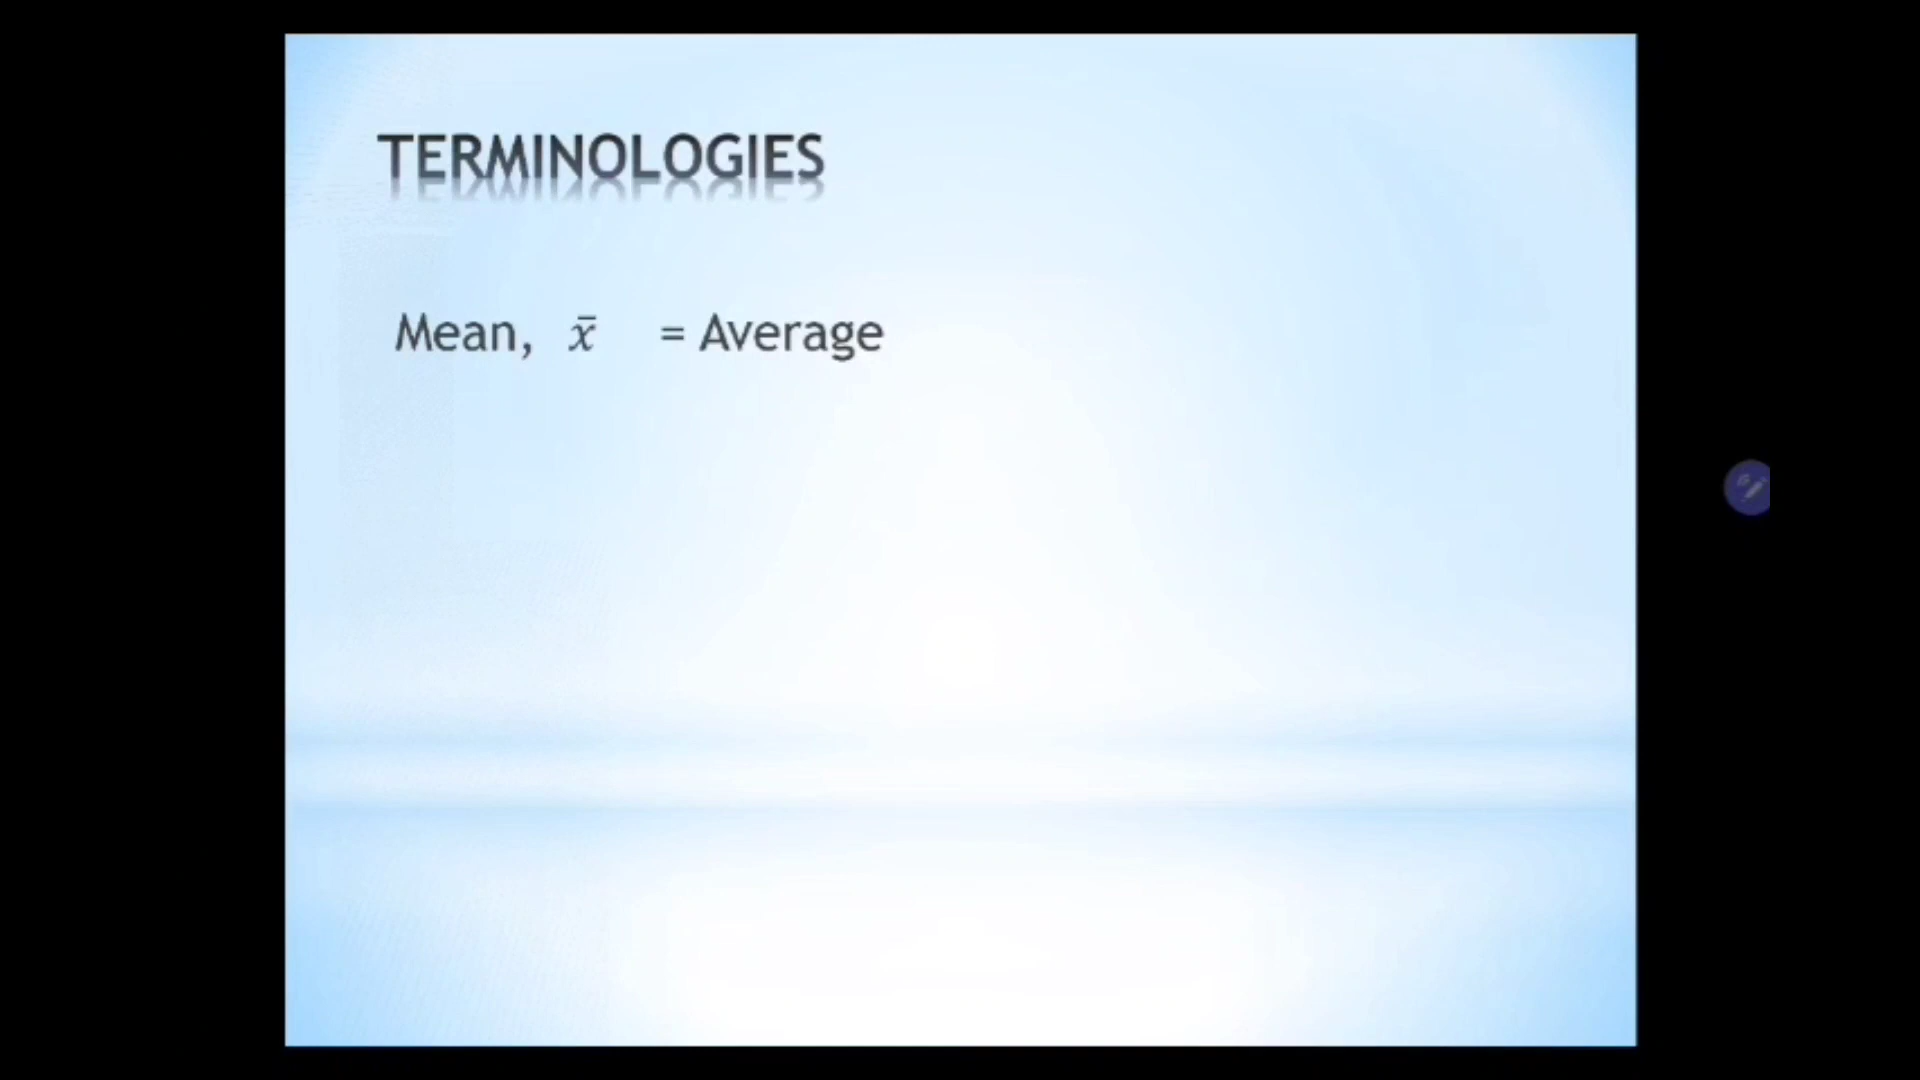 TERMINOLOGIES
Mean, x̄ = Average